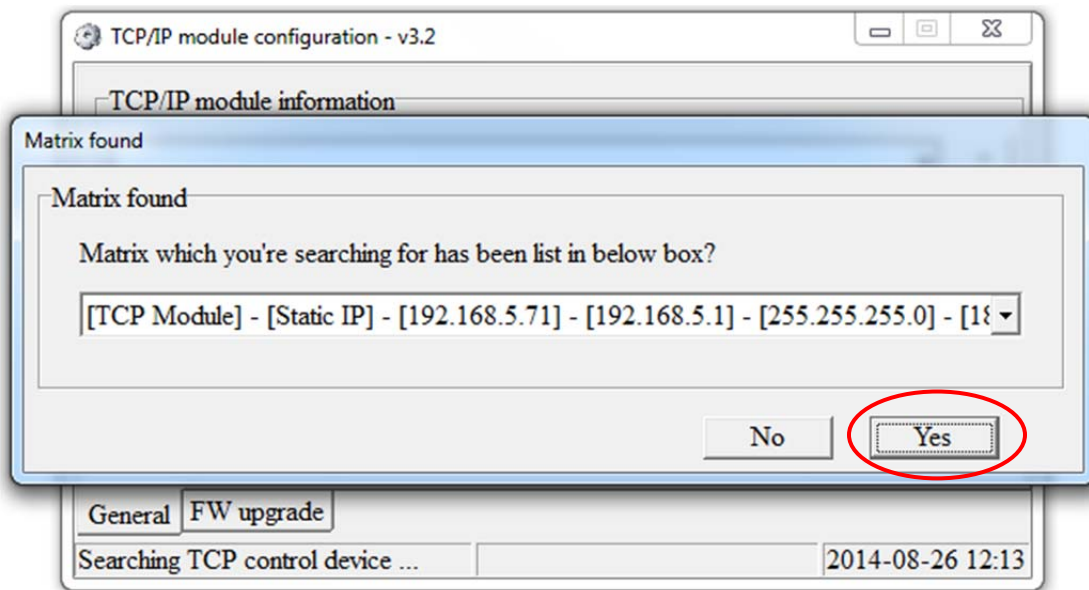 TCP/IP module configuration - v3.2
TCP/IP module information
Matrix found
Matrix found
Matrix which you're searching for has been list in below box?
[TCP Module] - [Static IP] - [192.168.5.71] - [192.168.5.1] - [255.255.255.0] - [18
No Yes
General FW upgrade
Searching TCP control device ... 2014-08-26 12:13